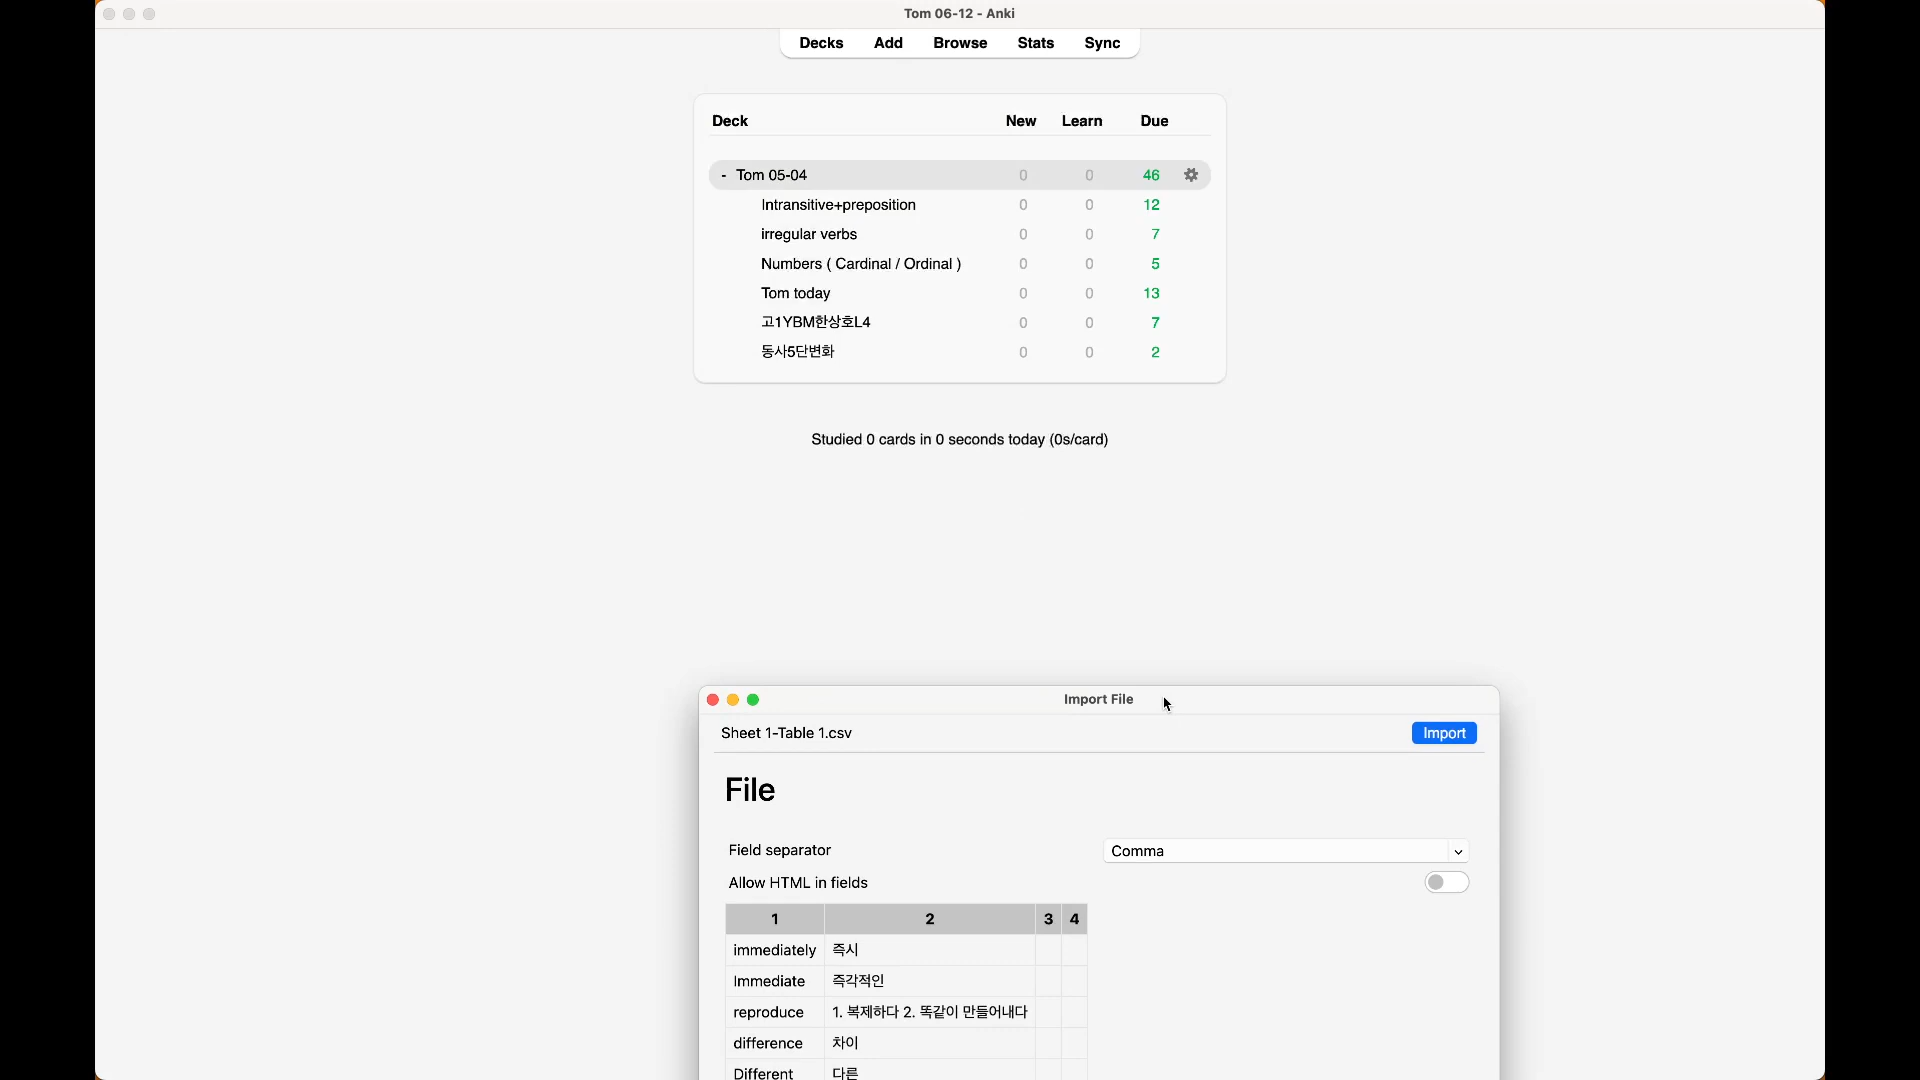 Tom 06-12 - Anki
Decks Add Browse Stats Sync
Deck New Learn Due
- Tom 05-04 0 0 46
Intransitive+preposition 0 0 12
irregular verbs 0 0 7
Numbers ( Cardinal / Ordinal ) 0 0 5
Tom today 0 0 13
고1YBM한상호L4 0 0 7
동사5단변화 0 0 2
Studied 0 cards in 0 seconds today (0s/card)
Import File
Sheet 1-Table 1.csv Import
File
Field separator Comma
Allow HTML in fields
1 2 3 4
immediately 즉시
Immediate 즉각적인
reproduce 1. 복제하다 2. 똑같이 만들어내다
difference 차이
Different 다른